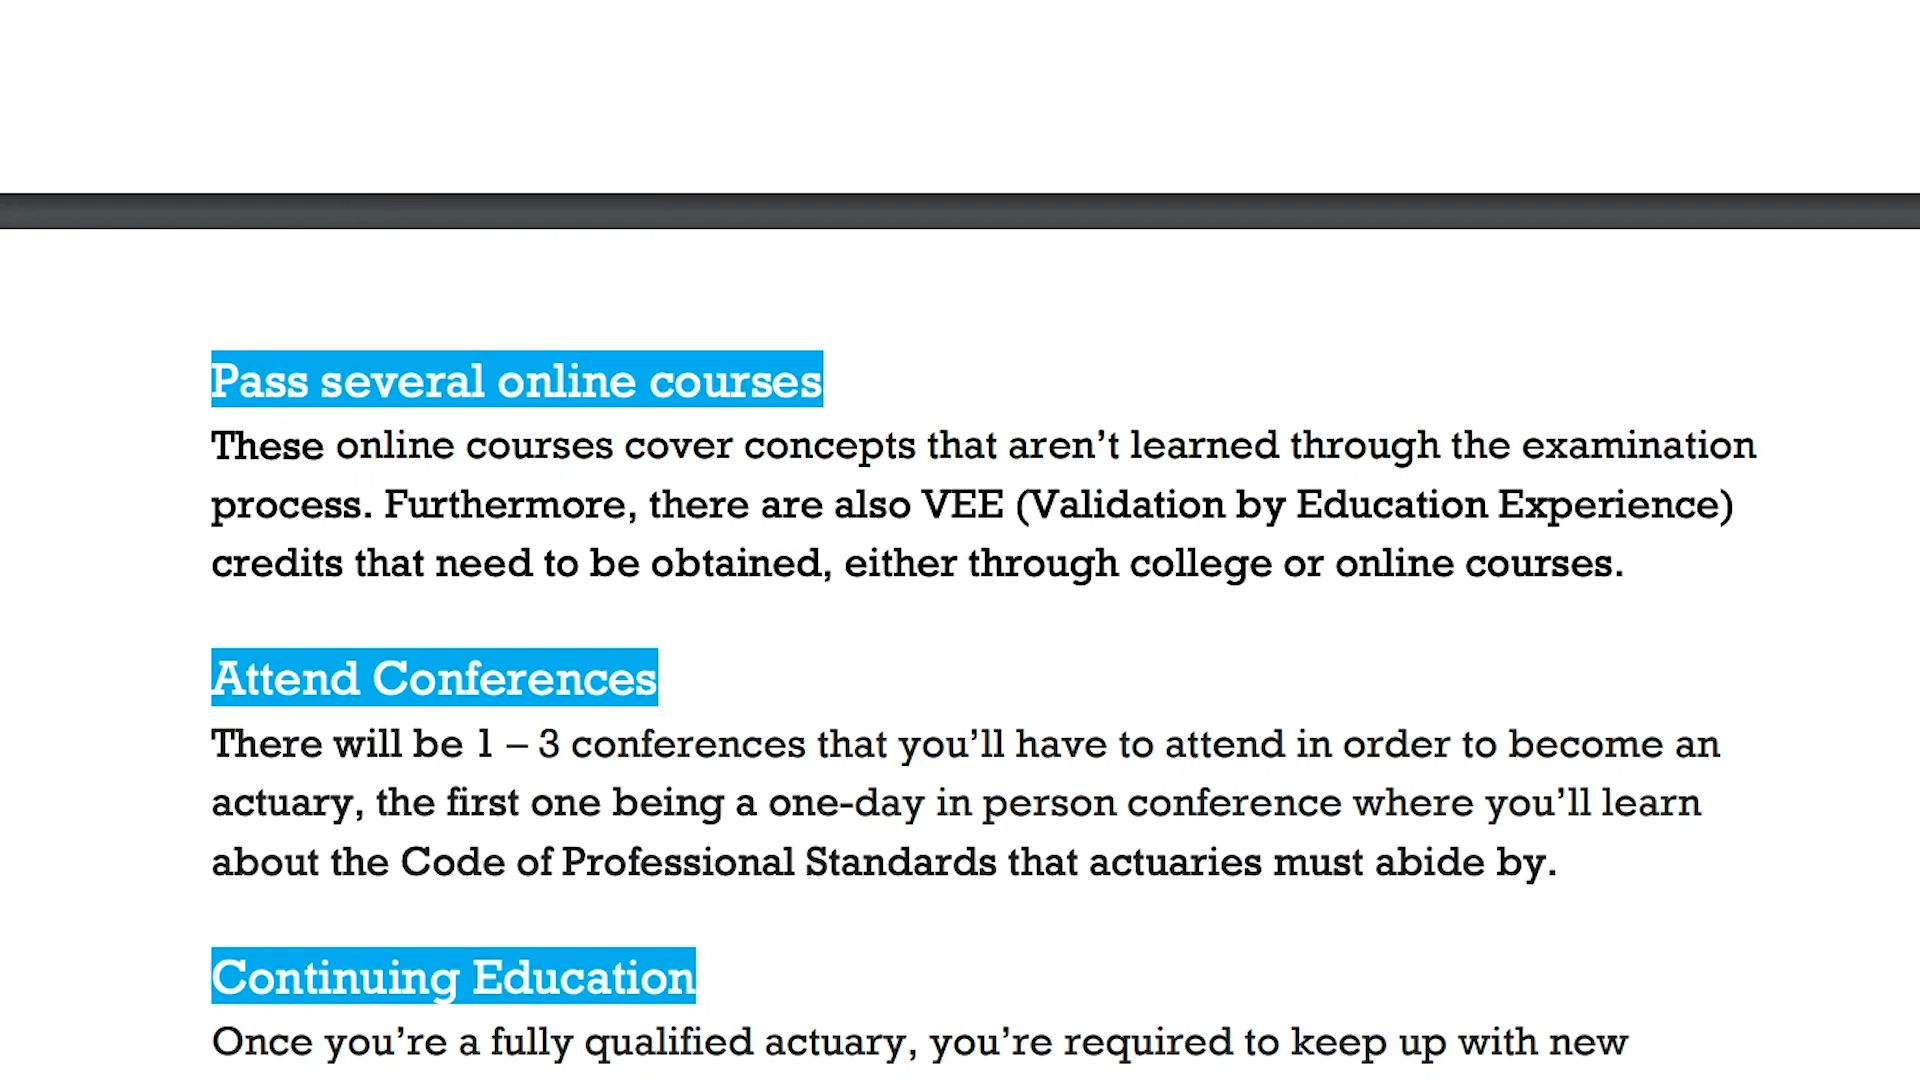 Pass several online courses
These online courses cover concepts that aren’t learned through the examination
process. Furthermore, there are also VEE (Validation by Education Experience)
credits that need to be obtained, either through college or online courses.
Attend Conferences
There will be 1 – 3 conferences that you’ll have to attend in order to become an
actuary, the first one being a one-day in person conference where you’ll learn
about the Code of Professional Standards that actuaries must abide by.
Continuing Education
Once you’re a fully qualified actuary, you’re required to keep up with new